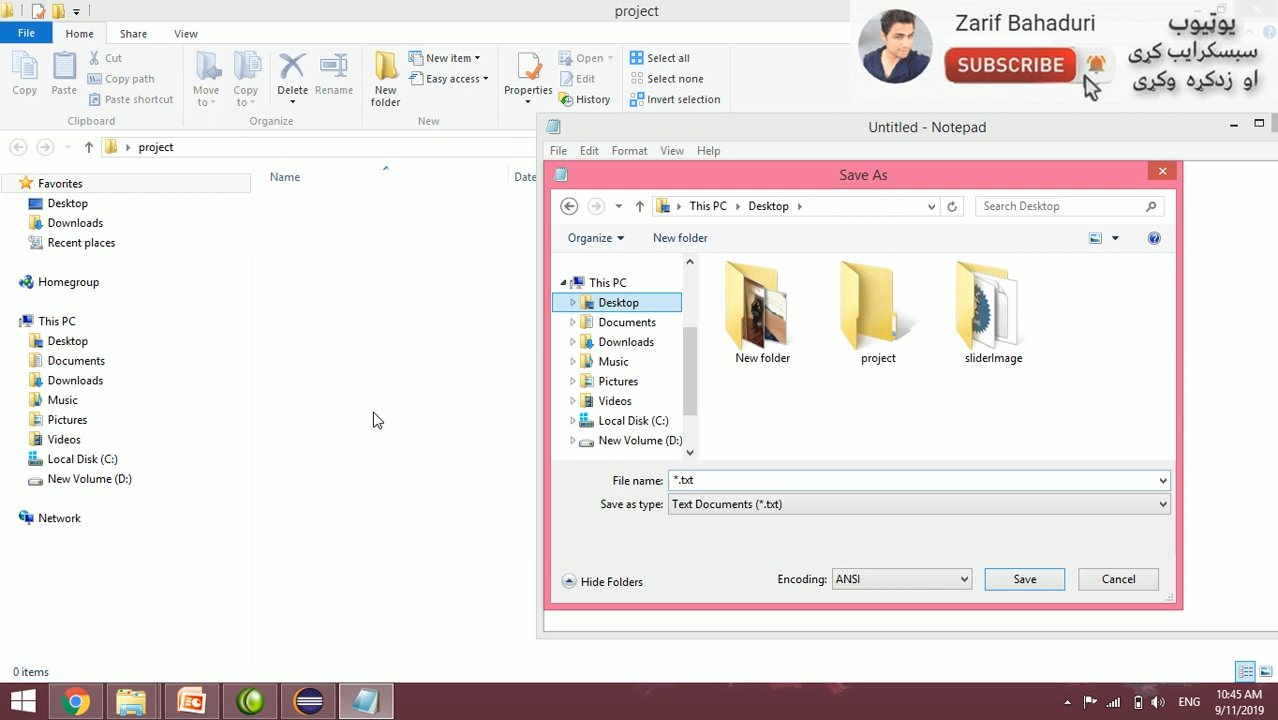 project
File
Home
Share
View
Copy
Paste
Cut
Copy path
Paste shortcut
Clipboard
Move to
Copy to
Delete
Rename
Organize
New folder
New item
Easy access
New
Properties
Open
Edit
History
Select all
Select none
Invert selection
Zarif Bahaduri
SUBSCRIBE
یوټیوب
سبسکرایب کړی
او زدکړه وکړی
project
Name
Date
Favorites
Desktop
Downloads
Recent places
Homegroup
This PC
Desktop
Documents
Downloads
Music
Pictures
Videos
Local Disk (C:)
New Volume (D:)
Network
0 items
Untitled - Notepad
File Edit Format View Help
Save As
This PC Desktop
Search Desktop
Organize
New folder
This PC
Desktop
Documents
Downloads
Music
Pictures
Videos
Local Disk (C:)
New Volume (D:)
New folder
project
sliderImage
File name: *.txt
Save as type: Text Documents (*.txt)
Hide Folders
Encoding: ANSI
Save
Cancel
ENG
10:45 AM
9/11/2019